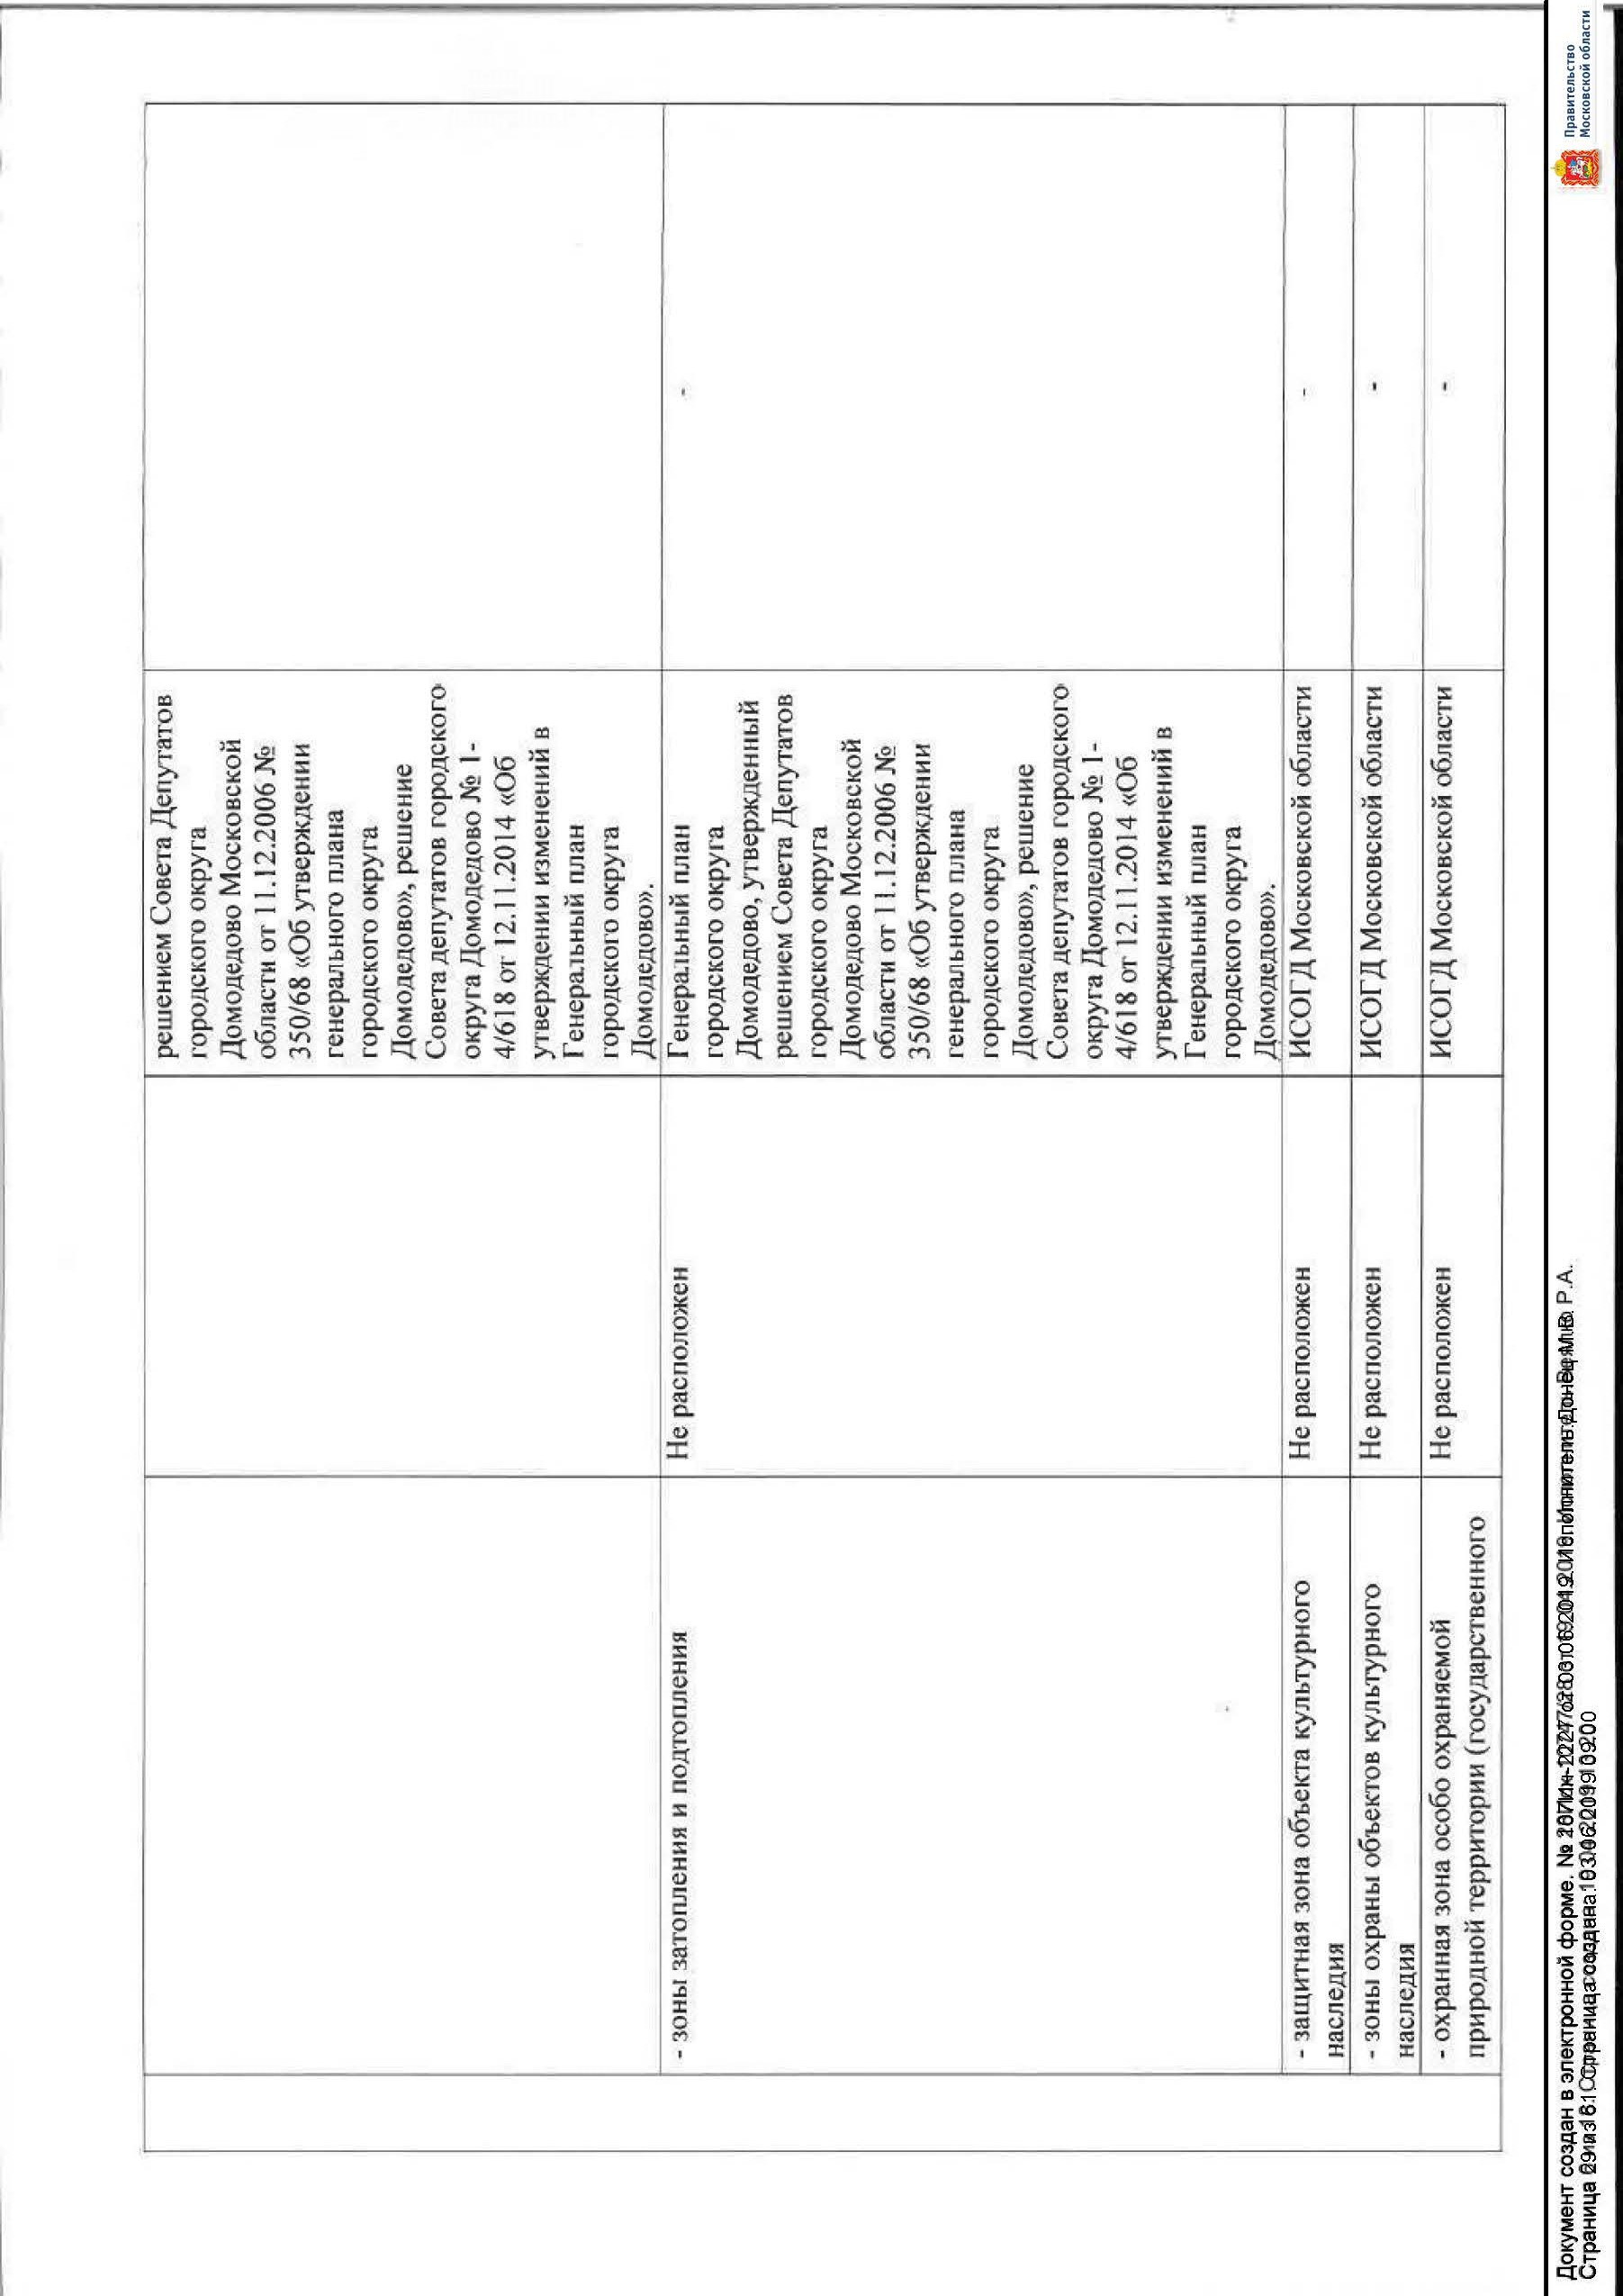 решением Совета Депутатов
городского округа
Домодедово Московской
области от 11.12.2006 №
350/68 «Об утверждении
генерального плана
городского округа
Домодедово», решение
Совета депутатов городского
округа Домодедово № 1-
4/618 от 12.11.2014 «Об
утверждении изменений в
Генеральный план
городского округа
Домодедово».
- зоны затопления и подтопления
Не расположен
Генеральный план
городского округа
Домодедово, утвержденный
решением Совета Депутатов
городского округа
Домодедово Московской
области от 11.12.2006 №
350/68 «Об утверждении
генерального плана
городского округа
Домодедово», решение
Совета депутатов городского
округа Домодедово № 1-
4/618 от 12.11.2014 «Об
утверждении изменений в
Генеральный план
городского округа
Домодедово».
-
- защитная зона объекта культурного
наследия
Не расположен
ИСОГД Московской области
-
- зоны охраны объектов культурного
наследия
Не расположен
ИСОГД Московской области
-
- охранная зона особо охраняемой
природной территории (государственного
Не расположен
ИСОГД Московской области
-
Документ создан в электронной форме. №
Страница
Правительство
Московской области